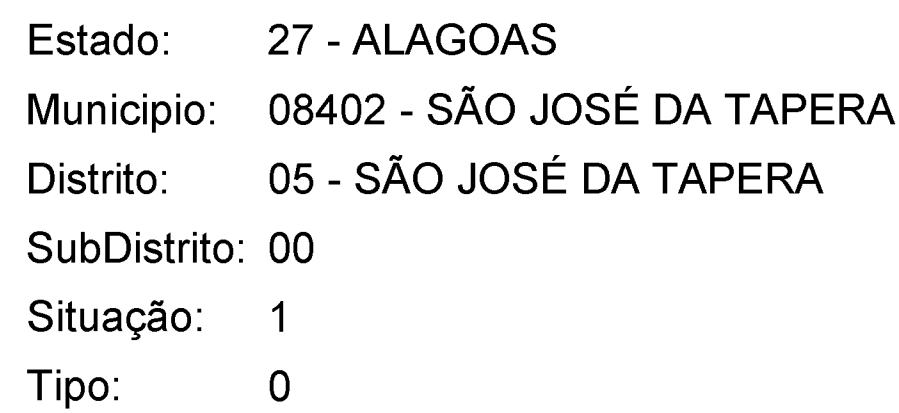 Estado: 27 - ALAGOAS
Municipio: 08402 - SÃO JOSÉ DA TAPERA
Distrito: 05 - SÃO JOSÉ DA TAPERA
SubDistrito: 00
Situação: 1
Tipo: 0